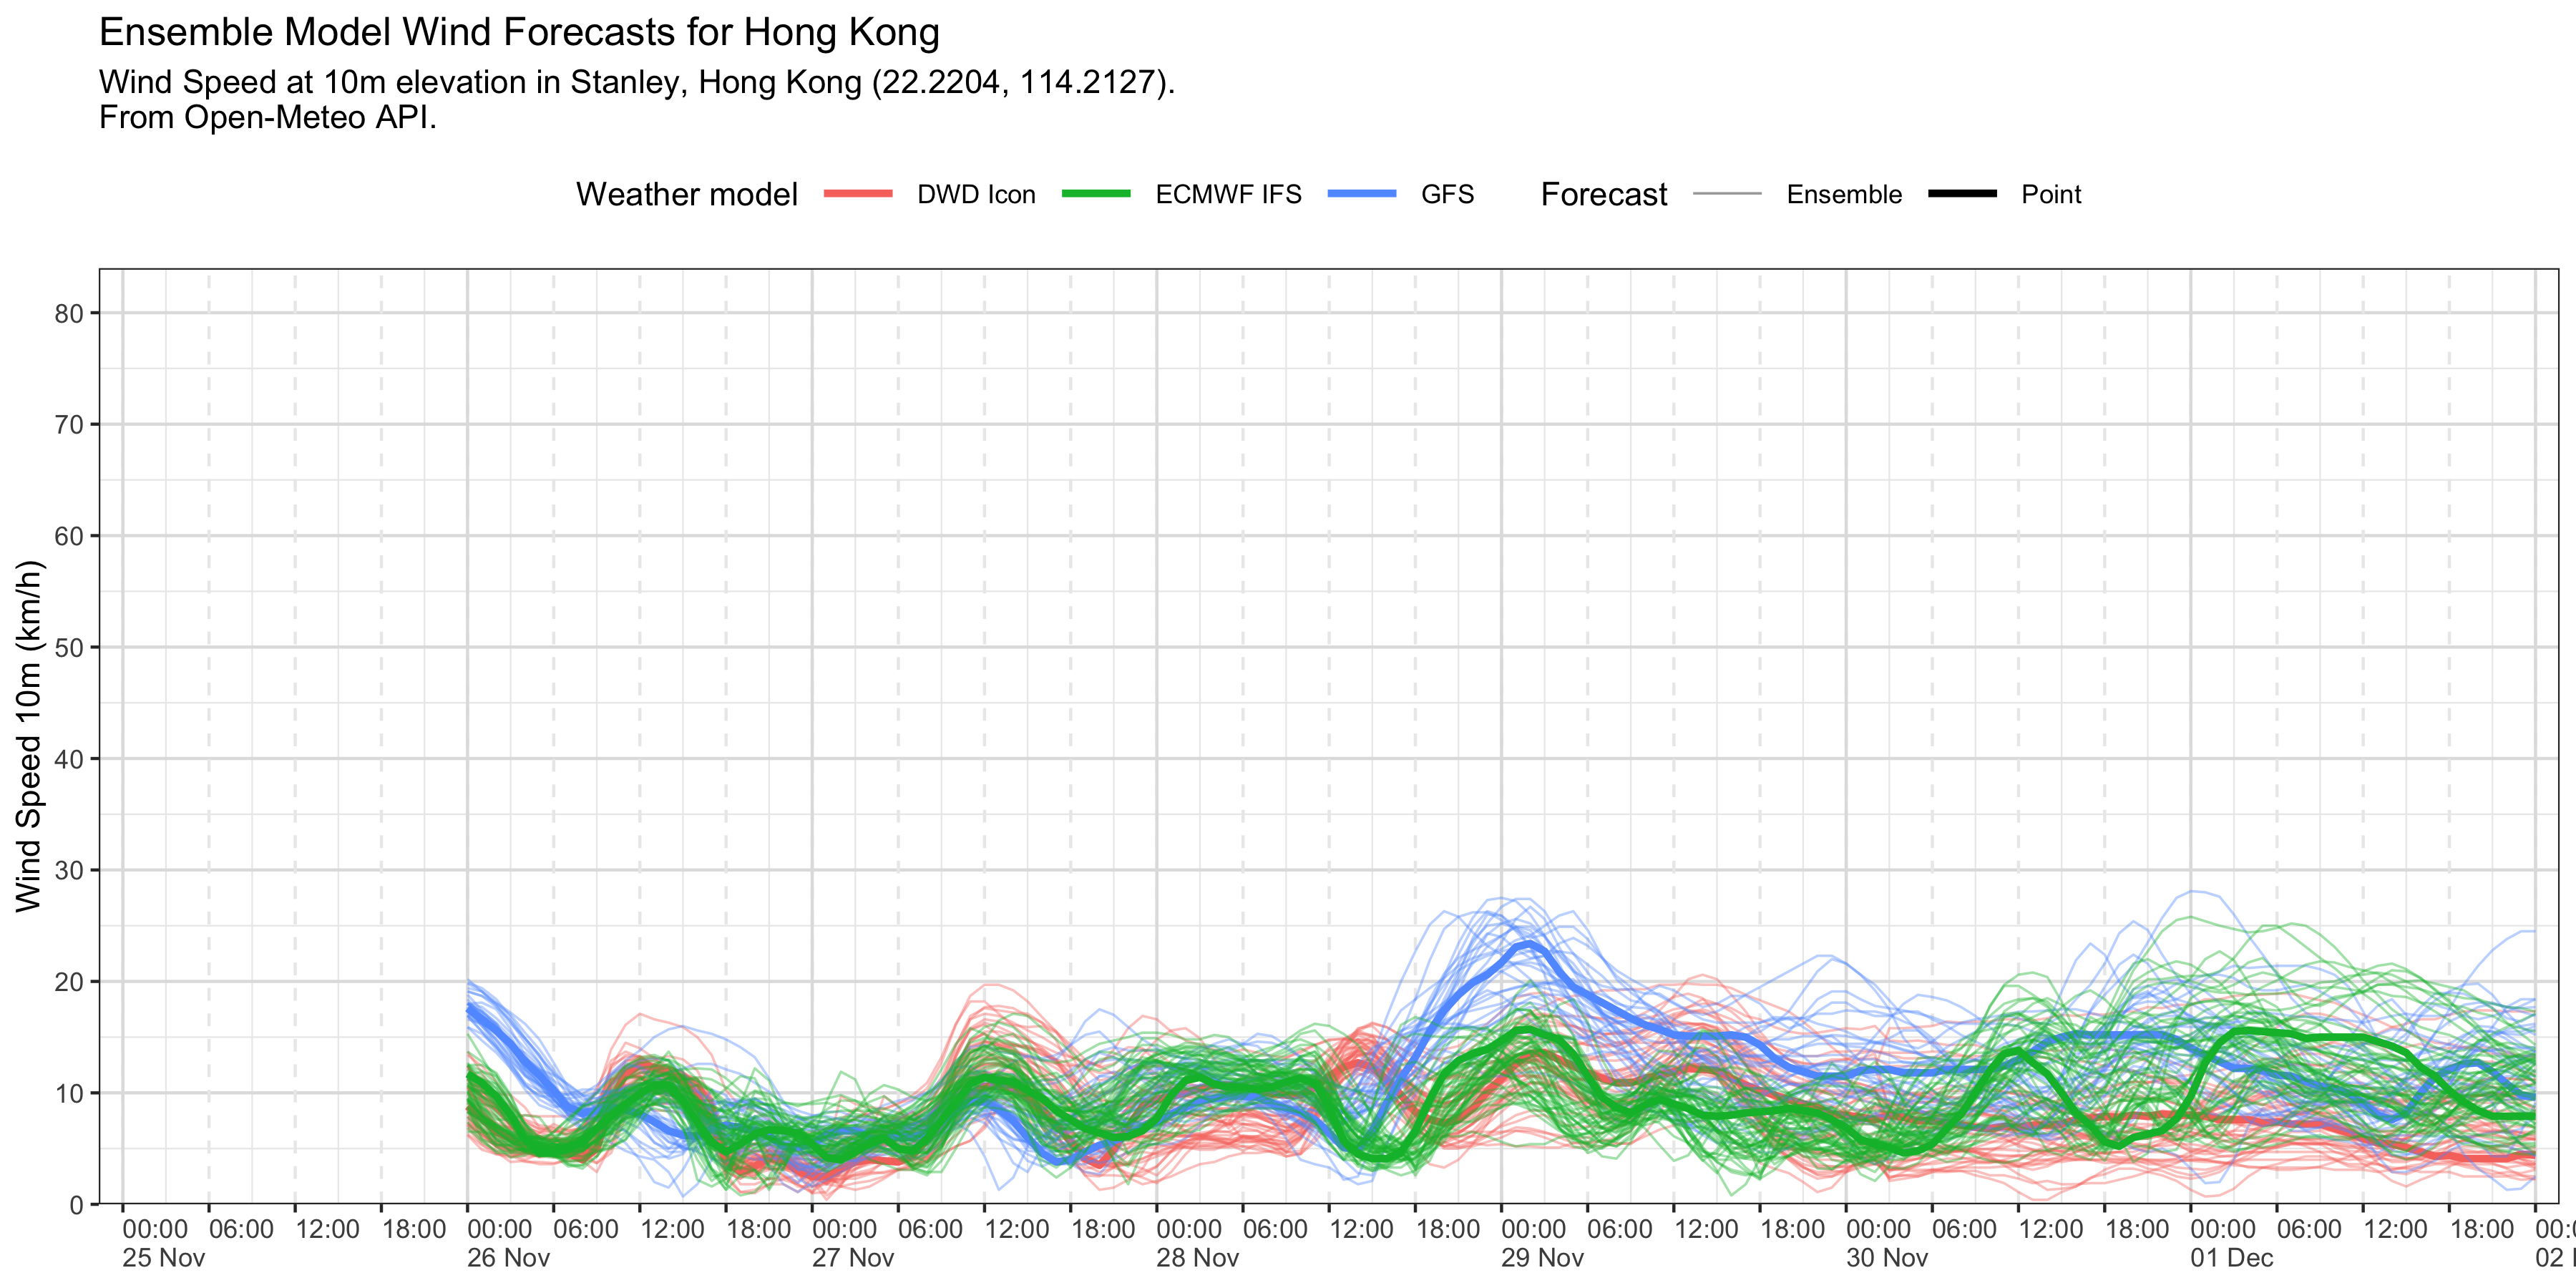 Ensemble Model Wind Forecasts for Hong Kong
Wind Speed at 10m elevation in Stanley, Hong Kong (22.2204, 114.2127).
From Open-Meteo API.
Weather model DWD Icon ECMWF IFS GFS Forecast Ensemble Point
Wind Speed 10m (km/h)
80
70
60
50
40
30
20
10
0
00:00 06:00 12:00 18:00 00:00 06:00 12:00 18:00 00:00 06:00 12:00 18:00 00:00 06:00 12:00 18:00 00:00 06:00 12:00 18:00 00:00 06:00 12:00 18:00 00:00 06:00 12:00 18:00
25 Nov 26 Nov 27 Nov 28 Nov 29 Nov 30 Nov 01 Dec 02